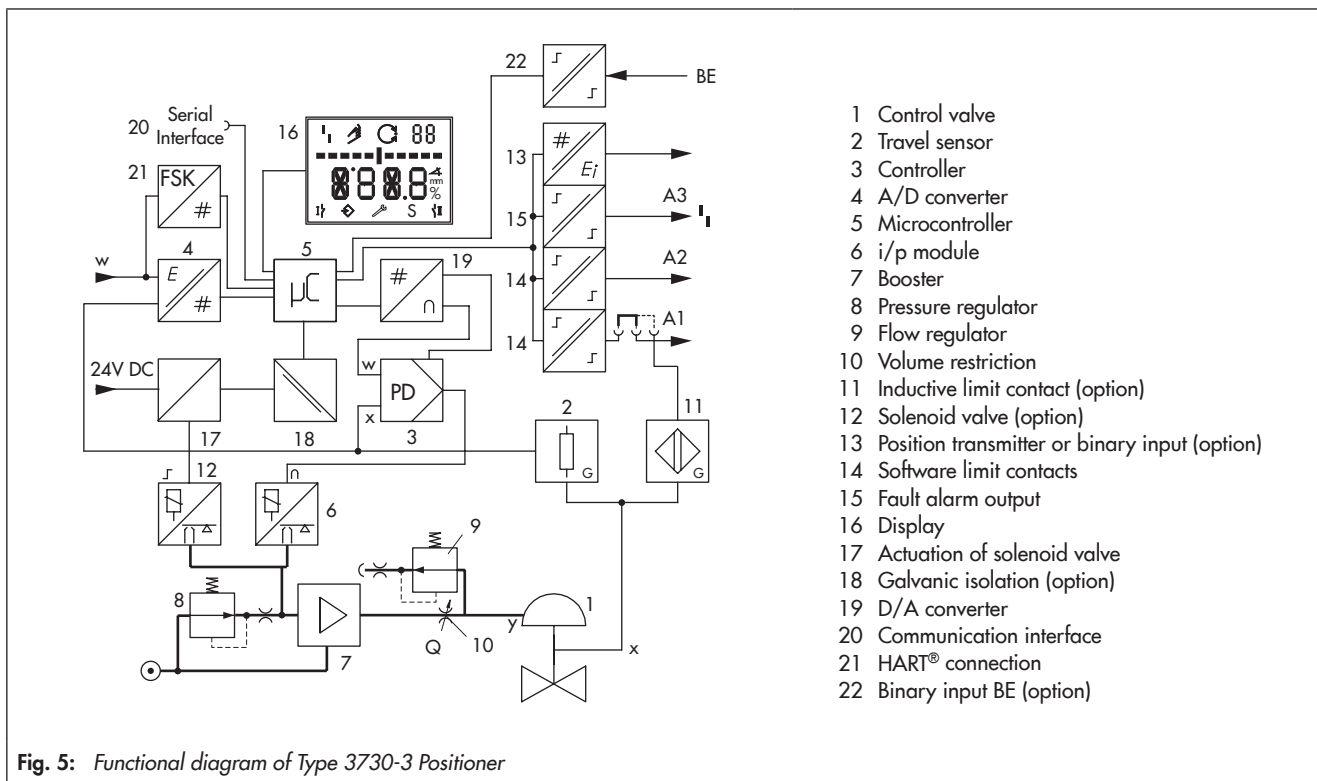 22
BE
20
Serial
Interface
16
88
8°88.8
mm
%
S
21
FSK
#
13
#
Ei
A3
15
w
4
E
#
5
µC
#
∩
19
14
A2
14
A1
24V DC
w
PD
x
3
17
18
2
G
11
G
12
∩
6
9
8
7
Q
10
y
1
x
1 Control valve
2 Travel sensor
3 Controller
4 A/D converter
5 Microcontroller
6 i/p module
7 Booster
8 Pressure regulator
9 Flow regulator
10 Volume restriction
11 Inductive limit contact (option)
12 Solenoid valve (option)
13 Position transmitter or binary input (option)
14 Software limit contacts
15 Fault alarm output
16 Display
17 Actuation of solenoid valve
18 Galvanic isolation (option)
19 D/A converter
20 Communication interface
21 HART® connection
22 Binary input BE (option)
Fig. 5: Functional diagram of Type 3730-3 Positioner